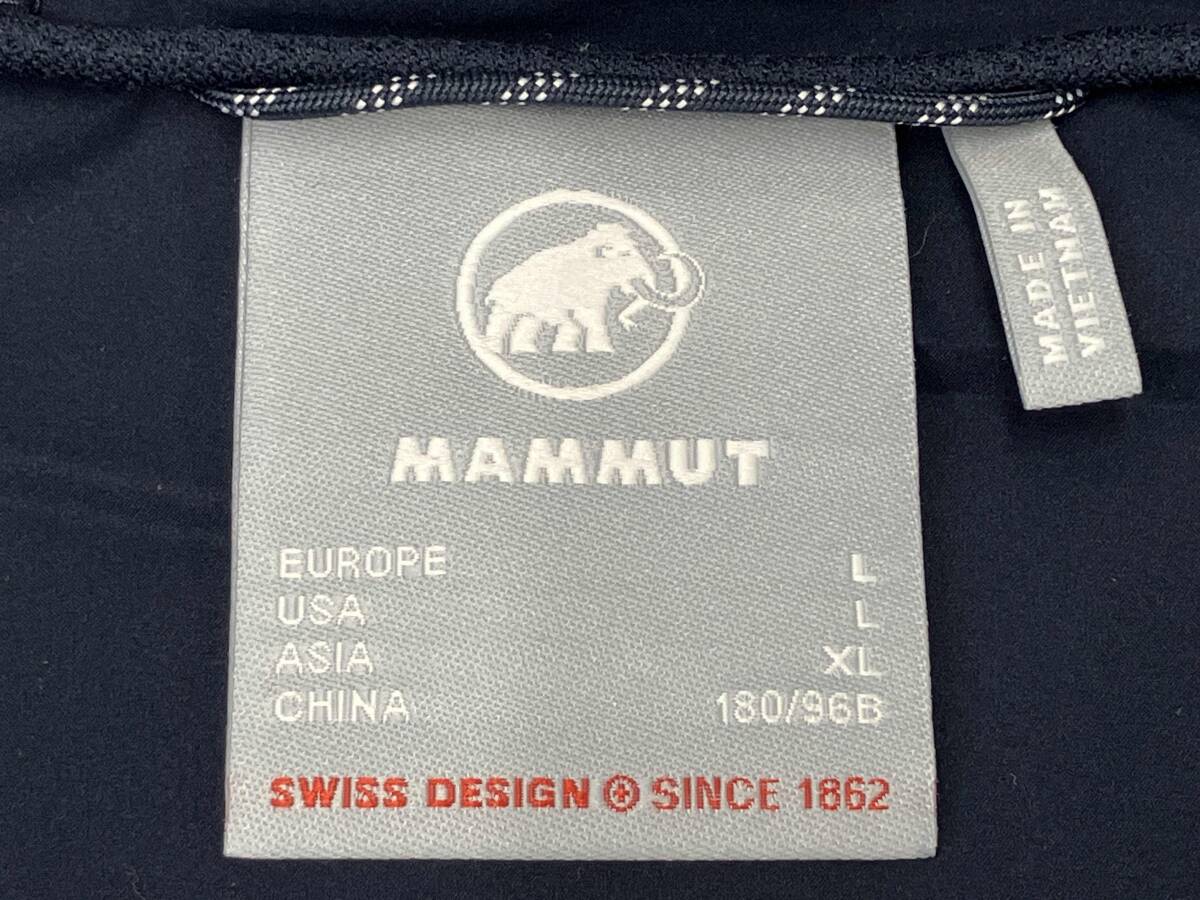 MAMMUT
EUROPE L
USA L
ASIA XL
CHINA 180/96B
SWISS DESIGN SINCE 1862
MADE IN
VIETNAM